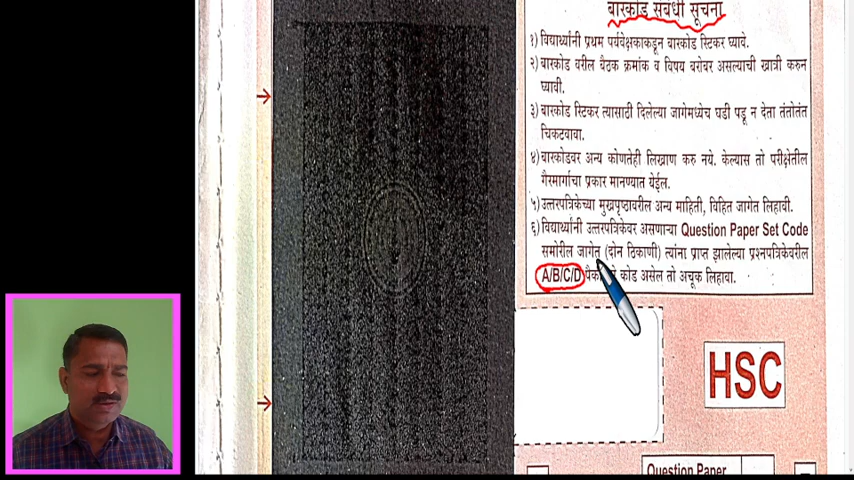 बारकोड संबंधी सूचना
१) विद्यार्थ्यांनी प्रथम पर्यवेक्षकाकडून बारकोड स्टिकर घ्यावे.
२) बारकोड वरील बैठक क्रमांक व विषय बरोबर असल्याची खात्री करुन
घ्यावी.
३) बारकोड स्टिकर त्यासाठी दिलेल्या जागेमध्येच घडी पडू न देता तंतोतंत
चिकटवावा.
४) बारकोडवर अन्य कोणतेही लिखाण करु नये. केल्यास तो परीक्षेतील
गैरमार्गाचा प्रकार मानण्यात येईल.
५) उत्तरपत्रिकेच्या मुखपृष्ठावरील अन्य माहिती, विहित जागेत लिहावी.
६) विद्यार्थ्यांनी उत्तरपत्रिकेवर असणाऱ्या Question Paper Set Code
समोरील जागेत (दोन ठिकाणी) त्यांना प्राप्त झालेल्या प्रश्नपत्रिकेवरील
A/B/C/D कोड असेल तो अचूक लिहावा.
HSC
Question Paper